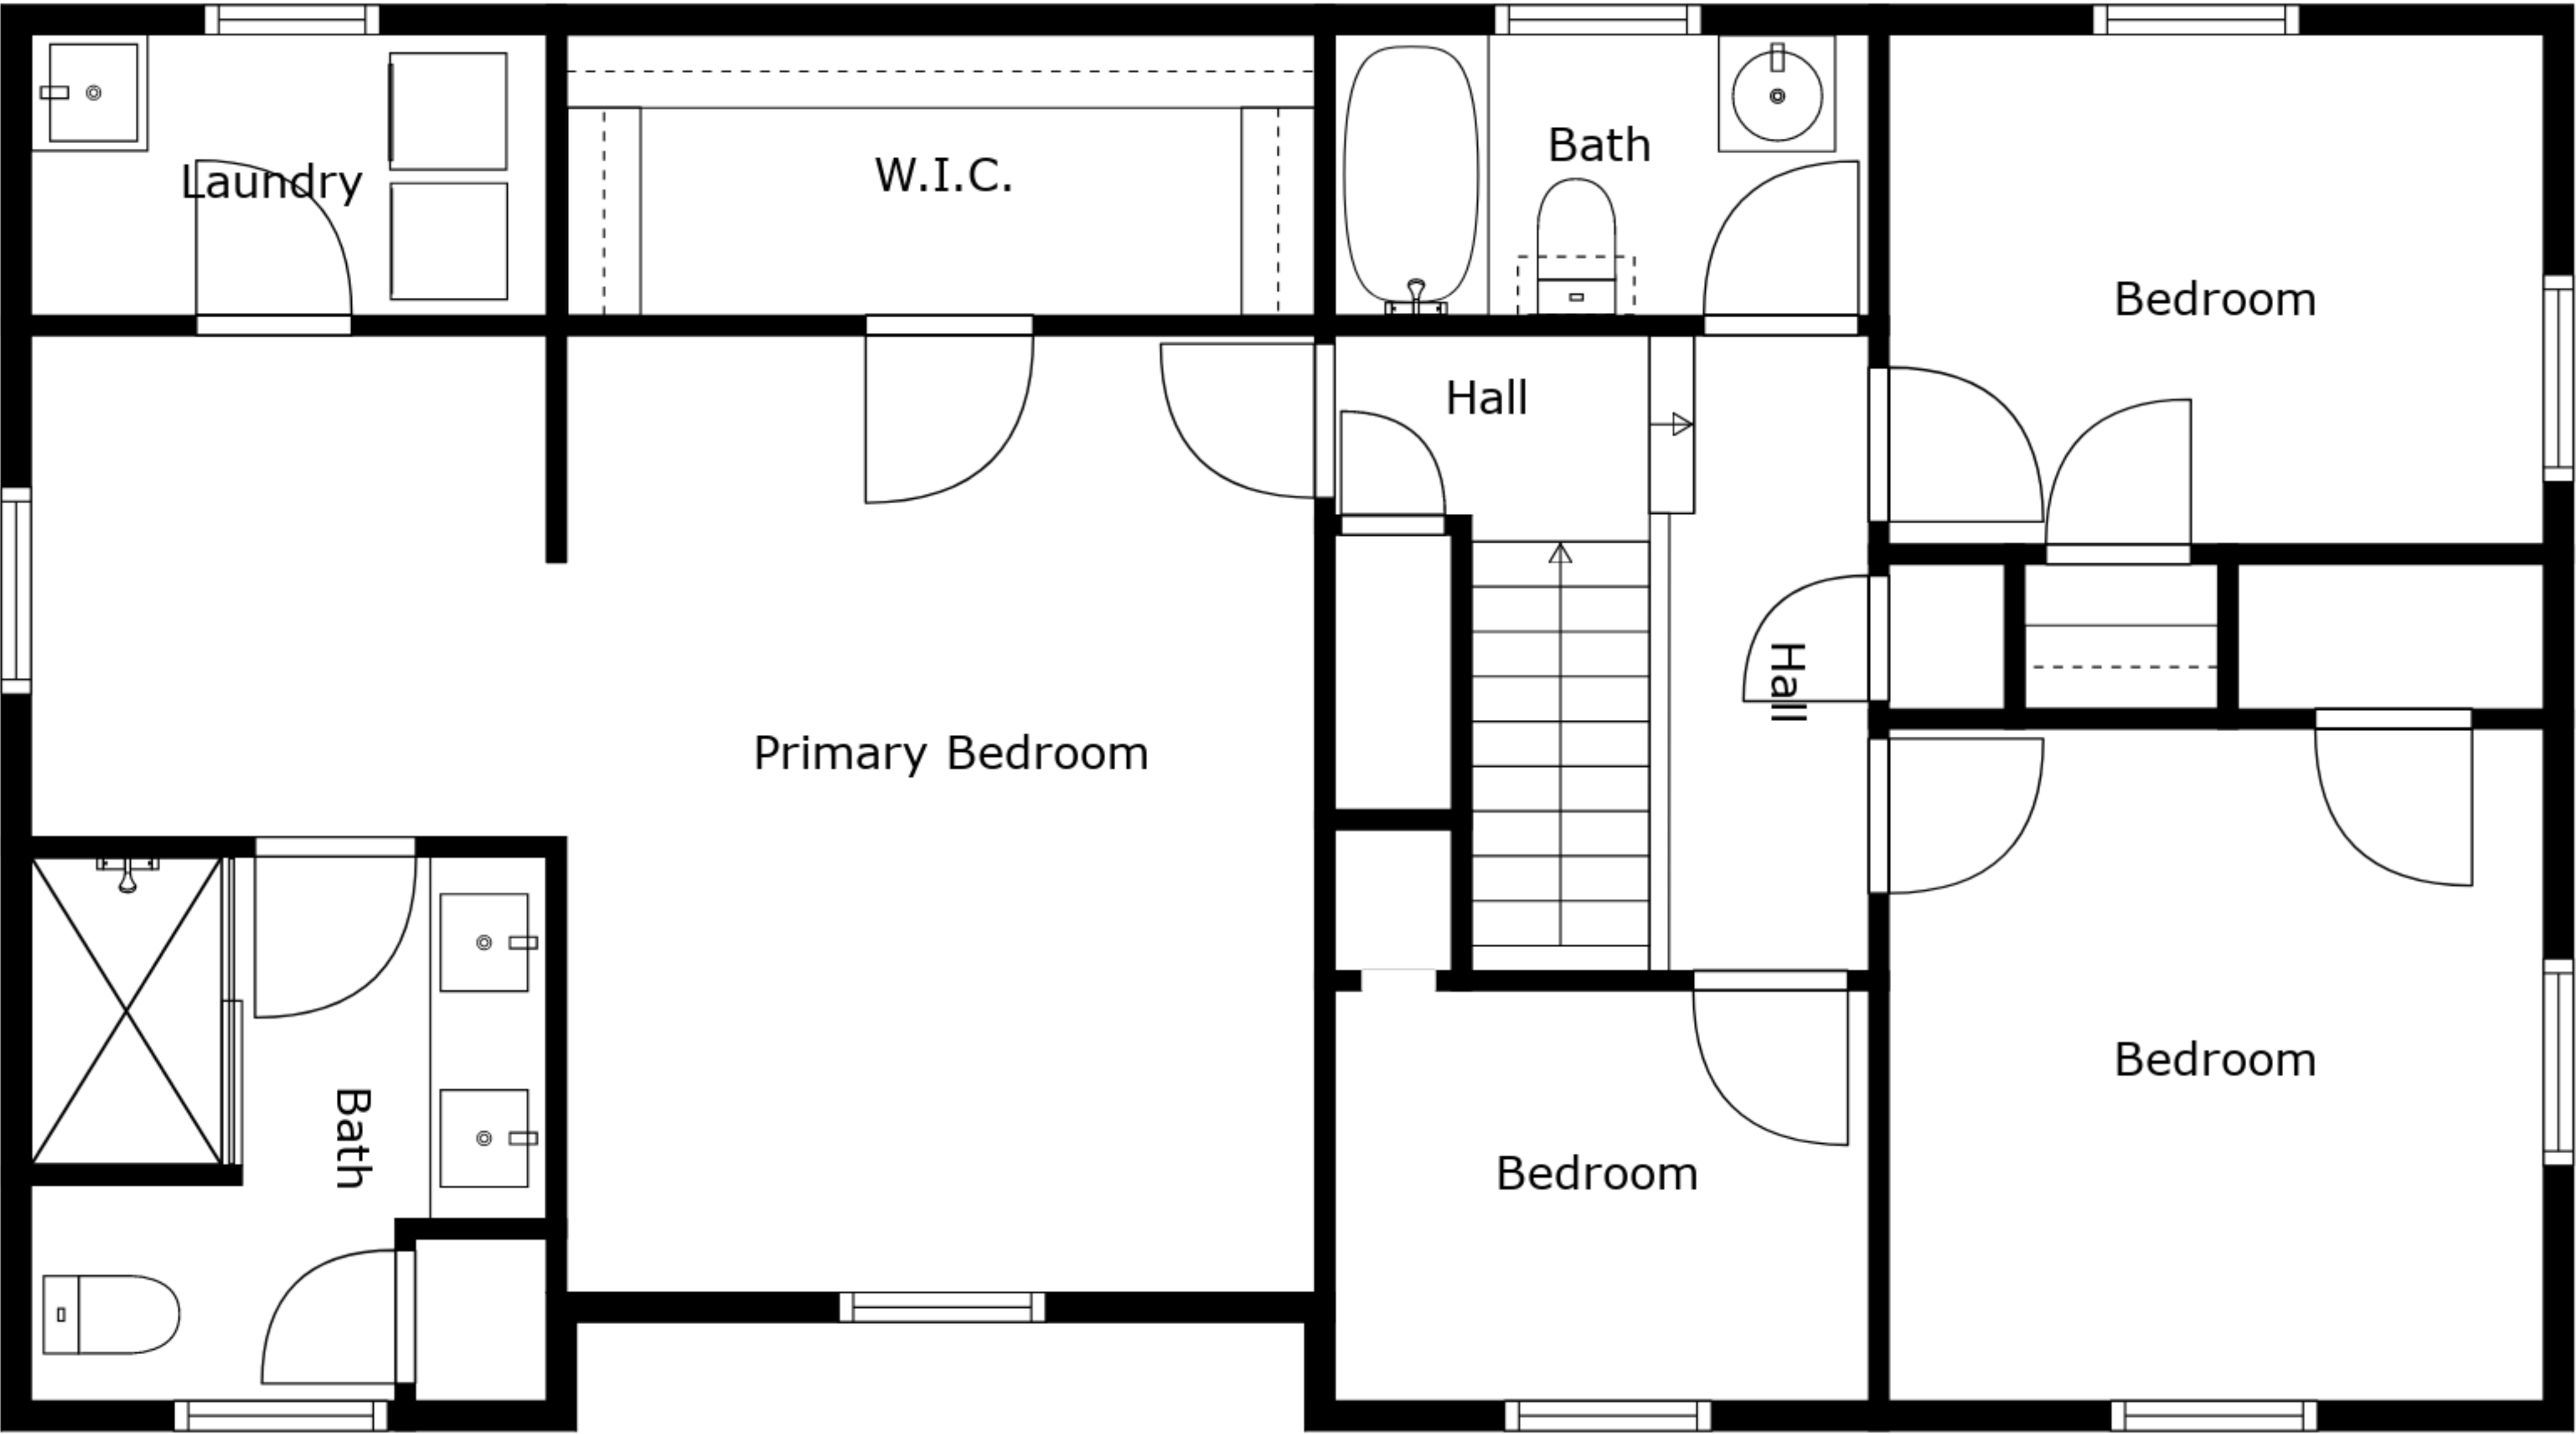 Laundry
W.I.C.
Bath
Bedroom
Hall
Hall
Primary Bedroom
Bath
Bedroom
Bedroom